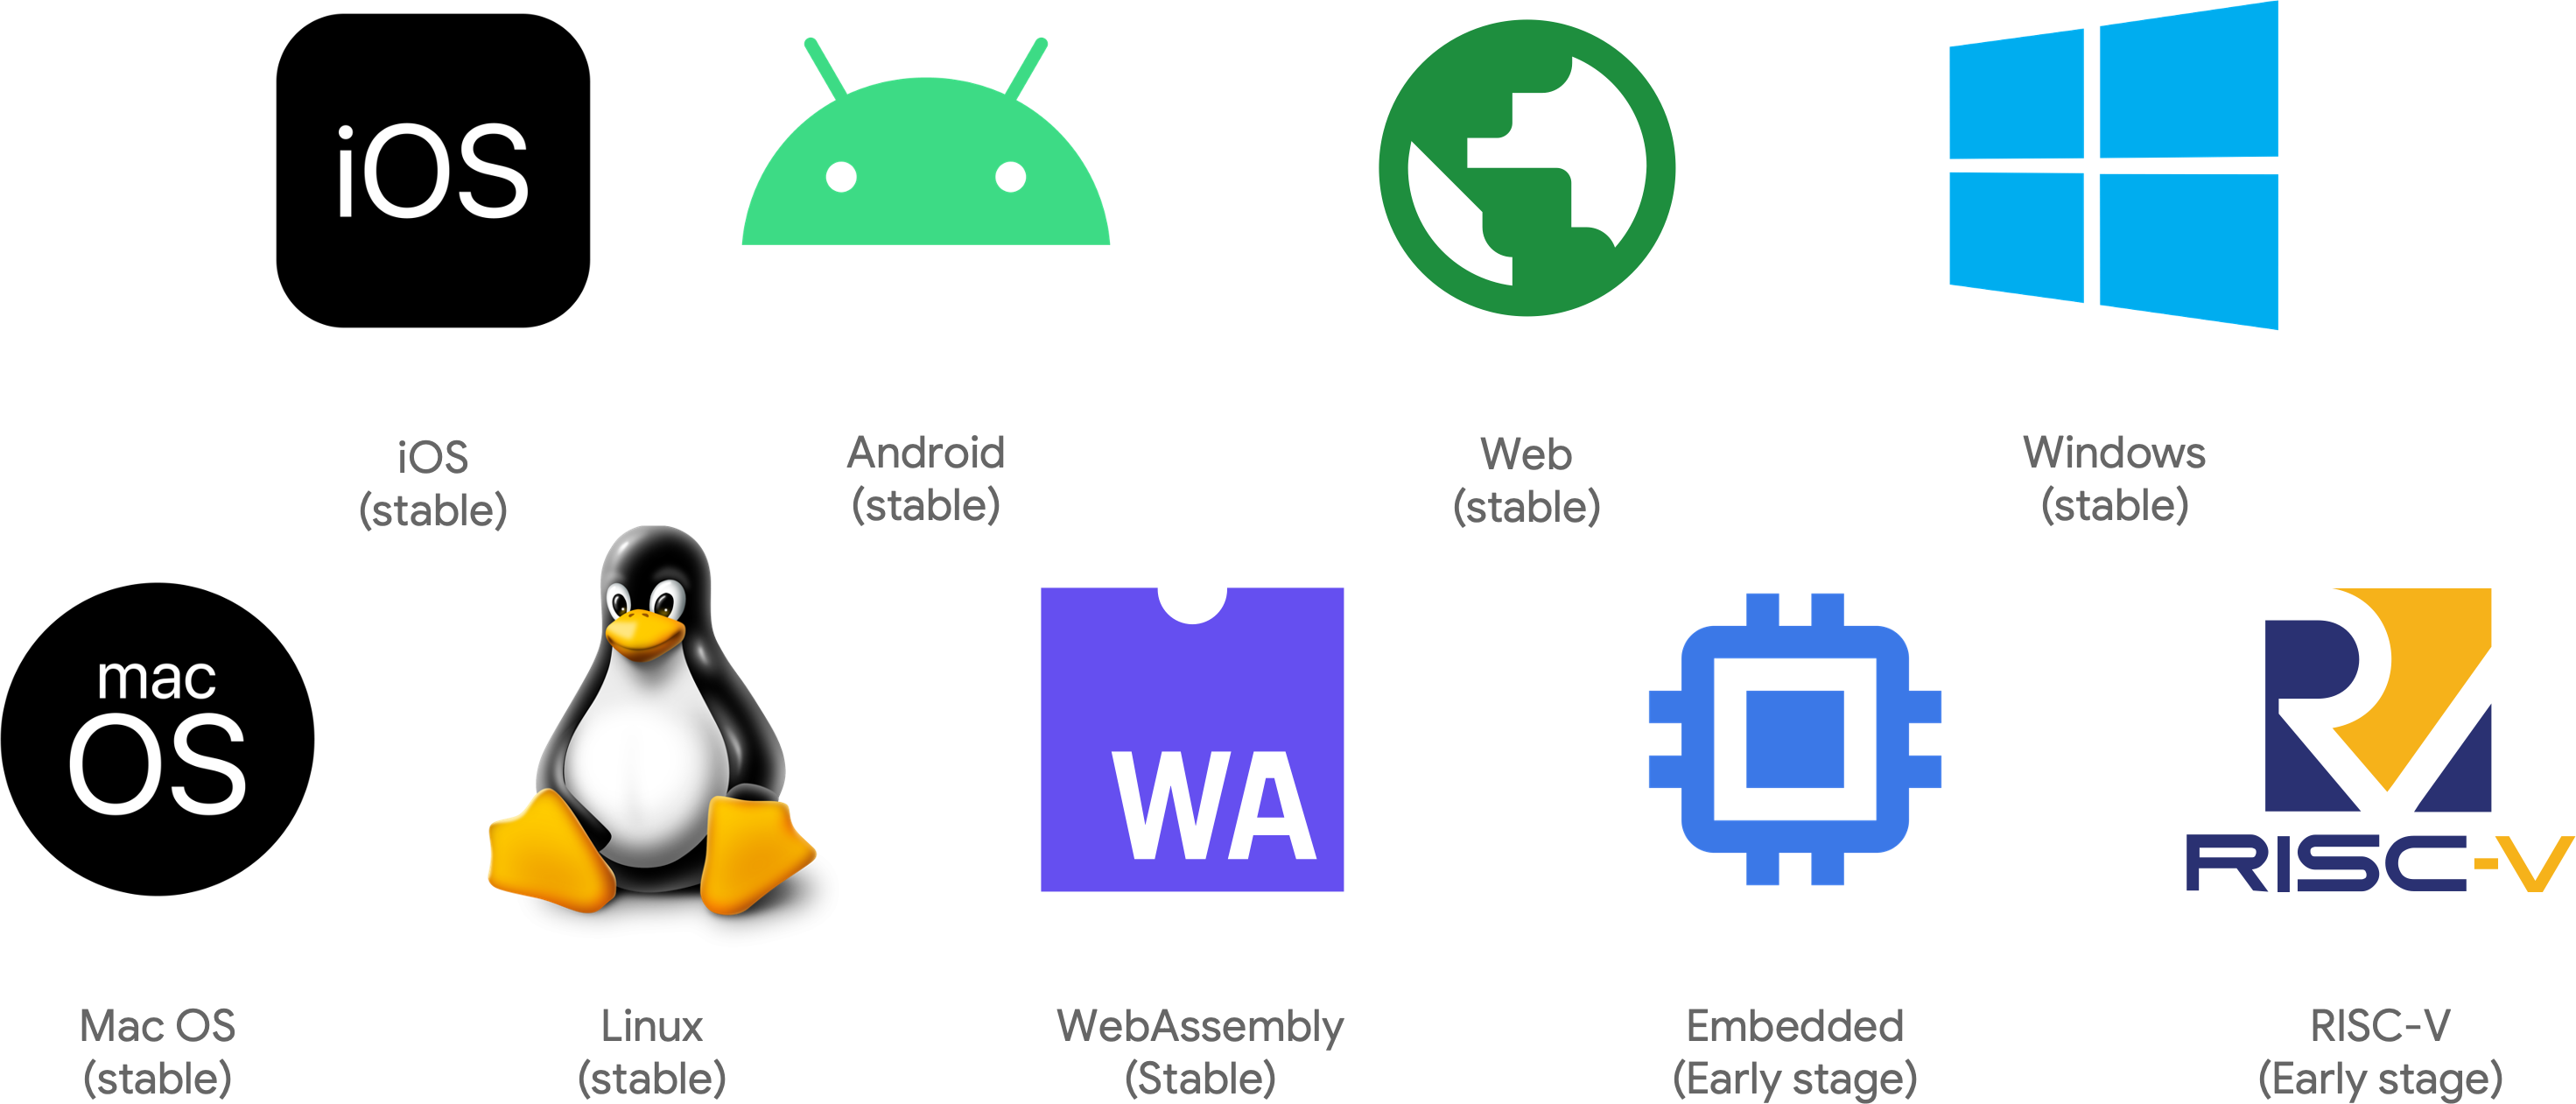 iOS
iOS
(stable)
Android
(stable)
Web
(stable)
Windows
(stable)
mac
OS
Mac OS
(stable)
Linux
(stable)
WA
WebAssembly
(Stable)
Embedded
(Early stage)
RISC-V
RISC-V
(Early stage)